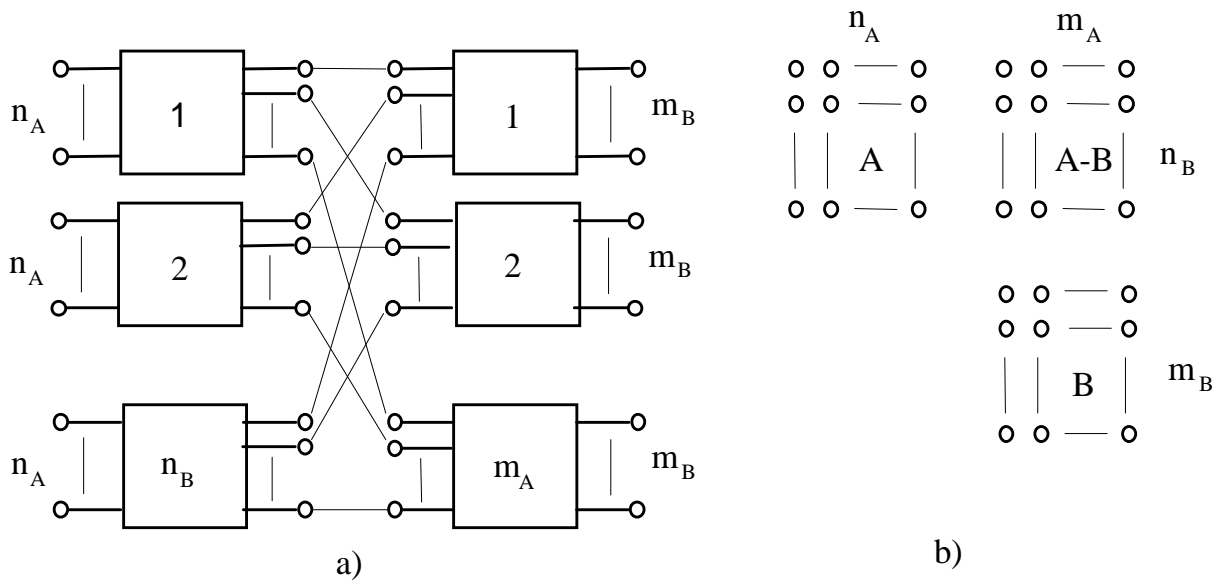 n_A 1 1 m_B
n_A 2 2 m_B
n_A n_B m_A m_B
a)
n_A m_A
A A-B n_B
B m_B
b)